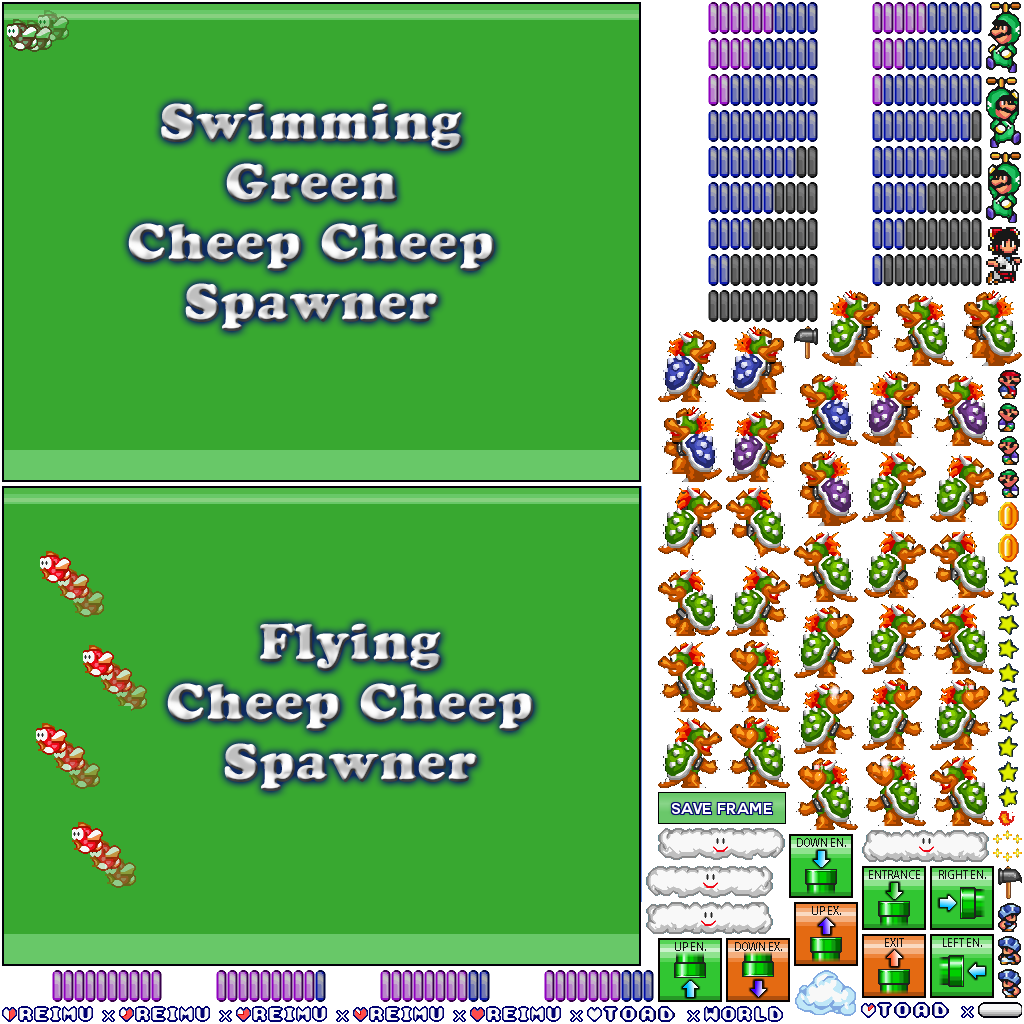 Swimming
Green
Cheep Cheep
Spawner
Flying
Cheep Cheep
Spawner
SAVE FRAME
DOWN EN.
ENTRANCE
RIGHT EN.
UP EX.
UP EN.
DOWN EX.
EXIT
LEFT EN.
REIMU × REIMU × REIMU × REIMU × REIMU × TOAD × WORLD TOAD ×